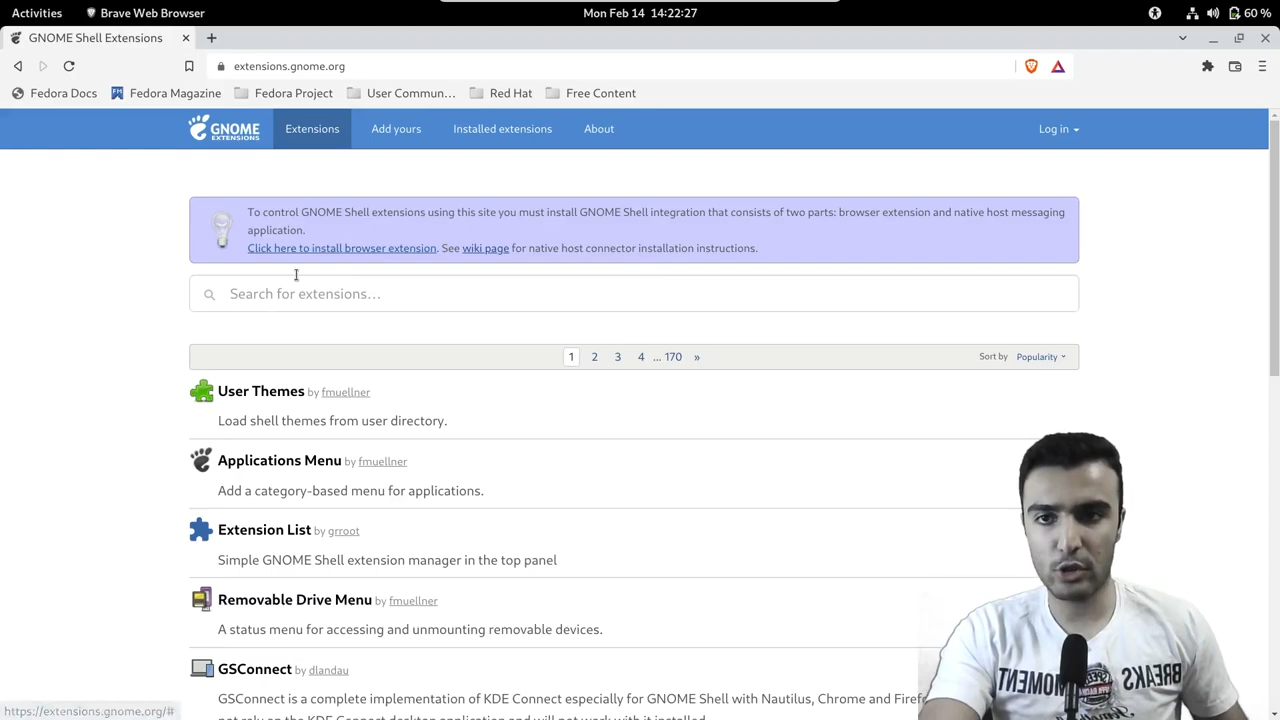 Activities Brave Web Browser Mon Feb 14 14:22:27 60 %
GNOME Shell Extensions
extensions.gnome.org
Fedora Docs Fedora Magazine Fedora Project User Commun... Red Hat Free Content
GNOME EXTENSIONS Extensions Add yours Installed extensions About Log in
To control GNOME Shell extensions using this site you must install GNOME Shell integration that consists of two parts: browser extension and native host messaging
application.
Click here to install browser extension. See wiki page for native host connector installation instructions.
Search for extensions...
1 2 3 4 ... 170 » Sort by Popularity
User Themes by fmuellner
Load shell themes from user directory.
Applications Menu by fmuellner
Add a category-based menu for applications.
Extension List by grroot
Simple GNOME Shell extension manager in the top panel
Removable Drive Menu by fmuellner
A status menu for accessing and unmounting removable devices.
GSConnect by dlandau
GSConnect is a complete implementation of KDE Connect especially for GNOME Shell with Nautilus, Chrome and Firef
https://extensions.gnome.org/#
BREAKS
MOMENT